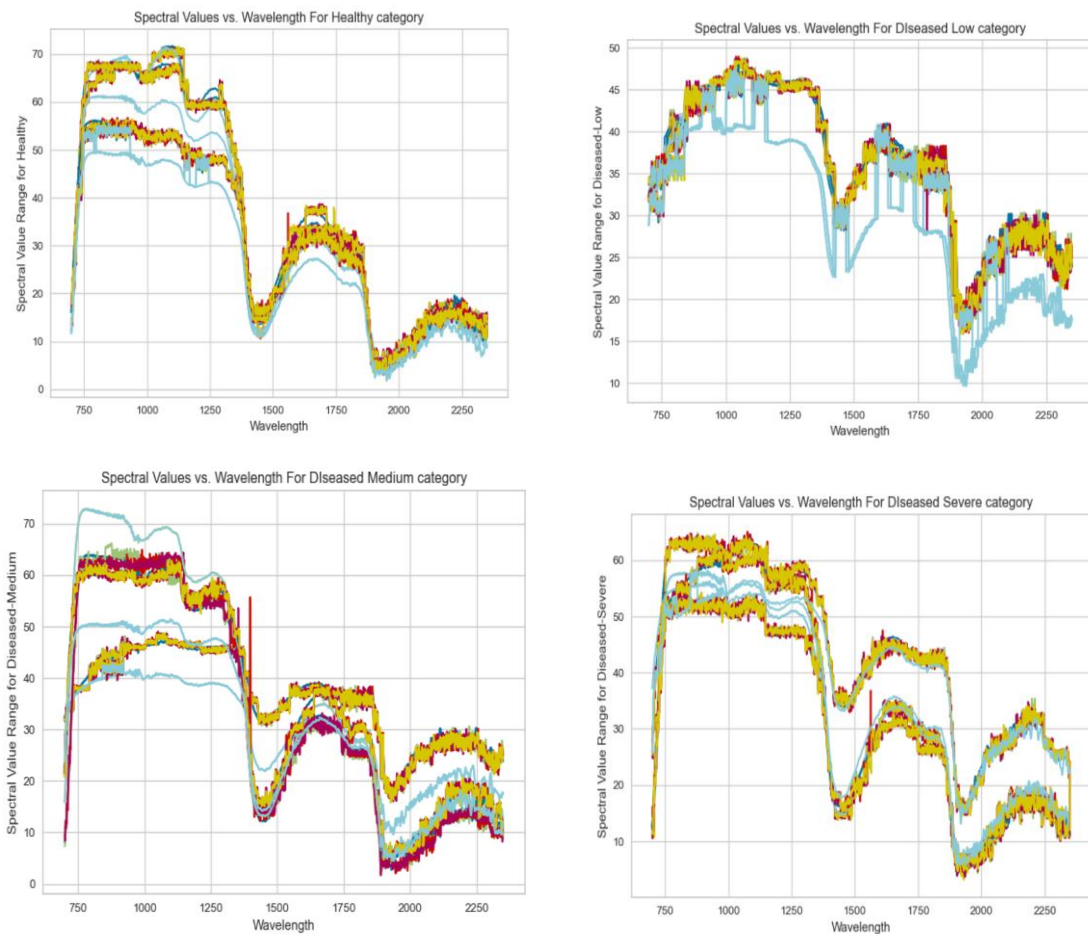 Spectral Values vs. Wavelength For Healthy category
Spectral Value Range for Healthy
70
60
50
40
30
20
10
0
750 1000 1250 1500 1750 2000 2250
Wavelength
Spectral Values vs. Wavelength For DIseased Low category
Spectral Value Range for Diseased-Low
50
45
40
35
30
25
20
15
10
750 1000 1250 1500 1750 2000 2250
Wavelength
Spectral Values vs. Wavelength For DIseased Medium category
Spectral Value Range for Diseased-Medium
70
60
50
40
30
20
10
0
750 1000 1250 1500 1750 2000 2250
Wavelength
Spectral Values vs. Wavelength For DIseased Severe category
Spectral Value Range for Diseased-Severe
60
50
40
30
20
10
750 1000 1250 1500 1750 2000 2250
Wavelength